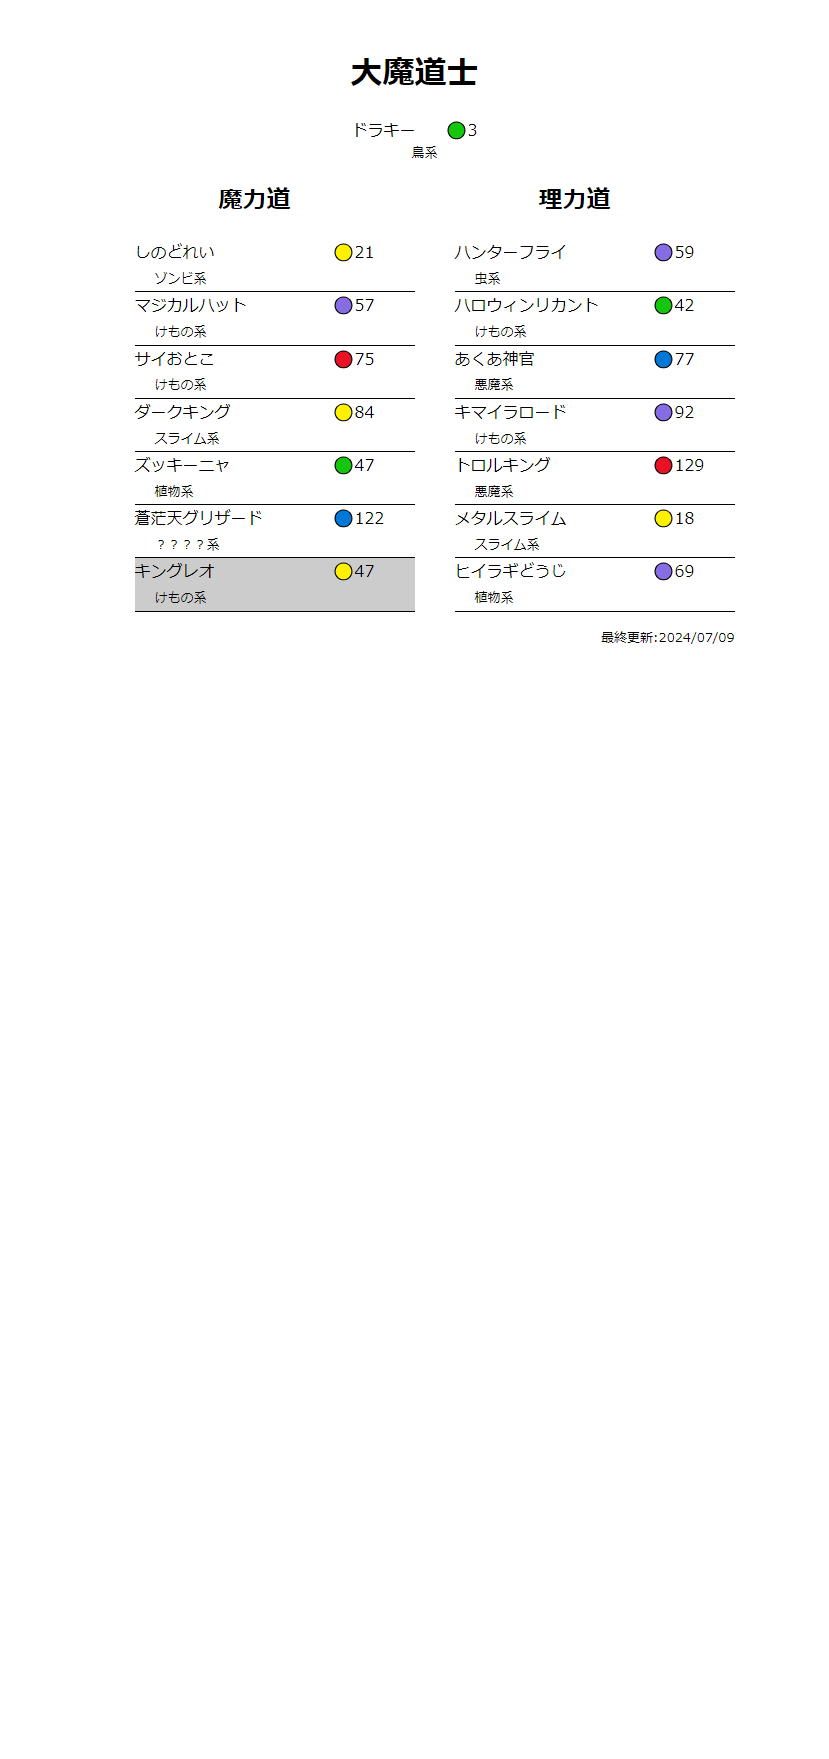 大魔道士
ドラキー 3
鳥系
魔力道
しのどれい 21
ゾンビ系
マジカルハット 57
けもの系
サイおとこ 75
けもの系
ダークキング 84
スライム系
ズッキーニャ 47
植物系
蒼茫天グリザード 122
？？？？系
キングレオ 47
けもの系
理力道
ハンターフライ 59
虫系
ハロウィンリカント 42
けもの系
あくあ神官 77
悪魔系
キマイラロード 92
けもの系
トロルキング 129
悪魔系
メタルスライム 18
スライム系
ヒイラギどうじ 69
植物系
最終更新:2024/07/09